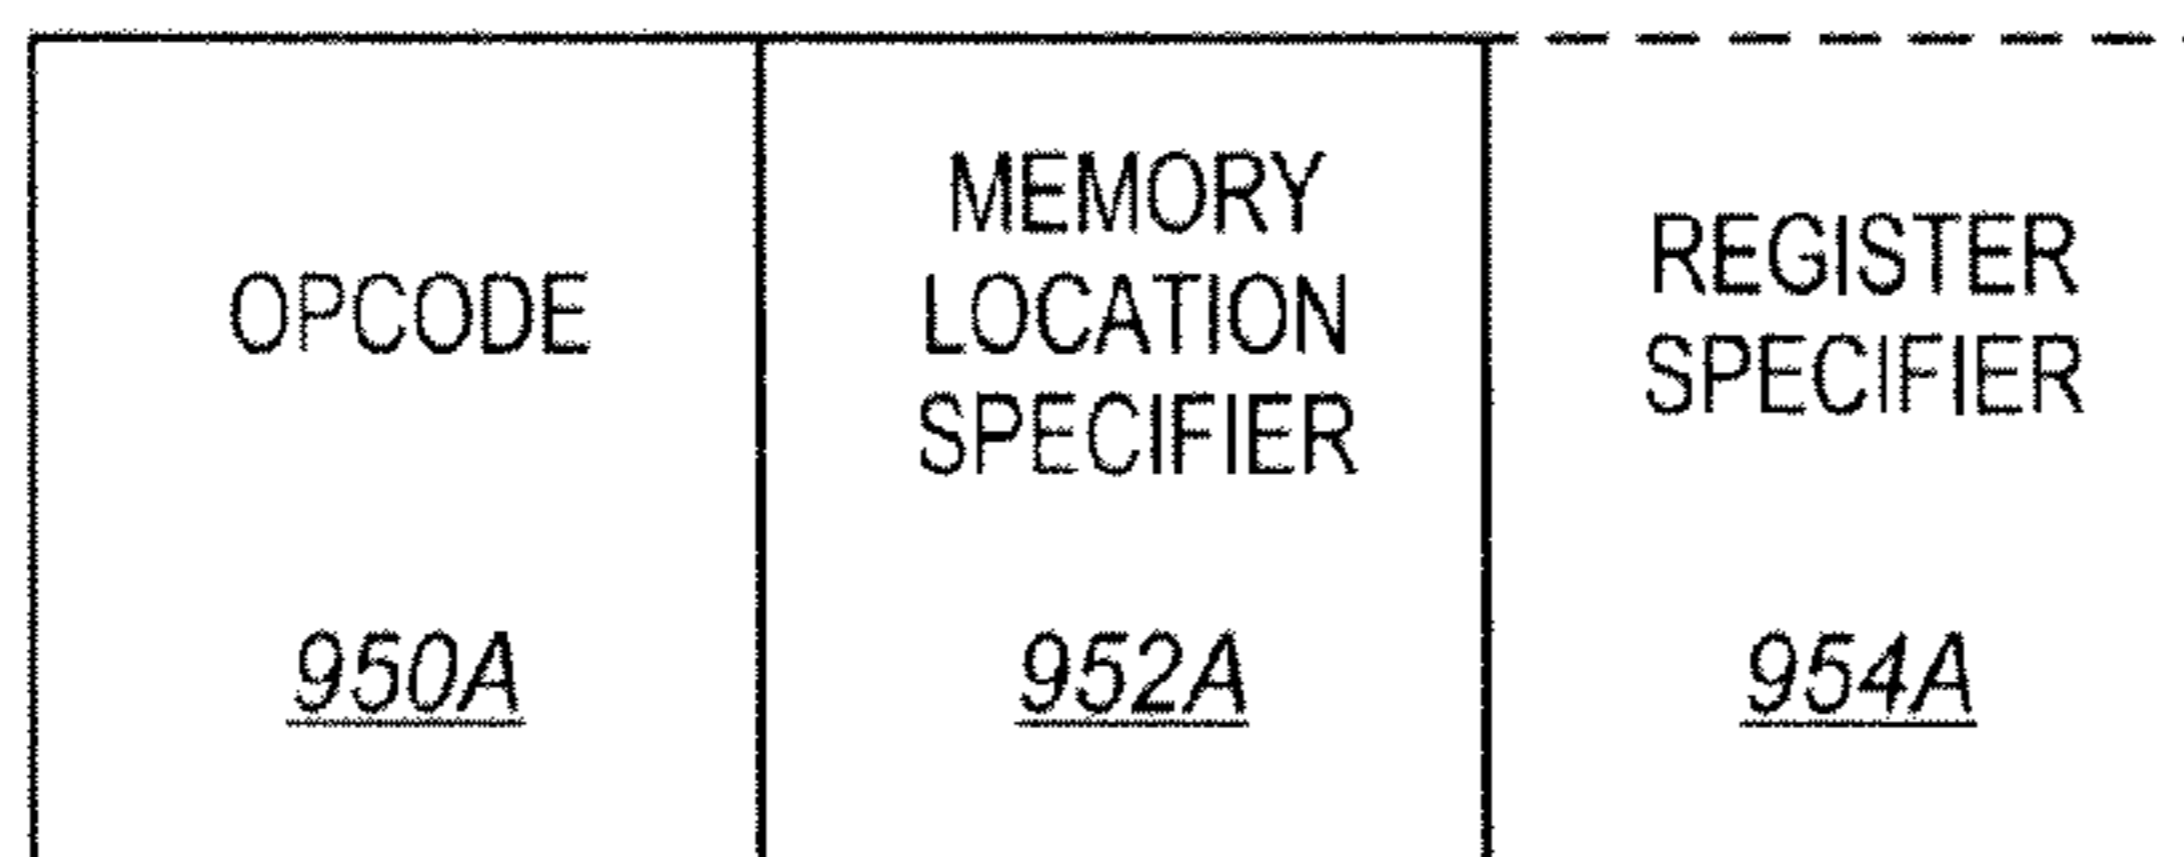 OPCODE
950A
MEMORY
LOCATION
SPECIFIER
952A
REGISTER
SPECIFIER
954A